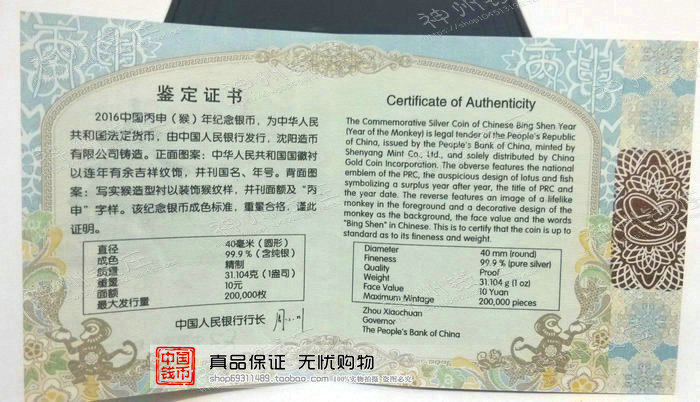 鉴定证书
2016中国丙申（猴）年纪念银币，为中华人民
共和国法定货币，由中国人民银行发行，沈阳造币
有限公司铸造。正面图案：中华人民共和国国徽衬
以连年有余吉祥纹饰，并刊国名、年号。背面图
案：写实猴造型衬以装饰猴纹样，并刊面额及“丙
申”字样。该纪念银币成色标准，重量合格，谨此
证明。
直径 40毫米（圆形）
成色 99.9%（含纯银）
质量 精制
重量 31.104克（1盎司）
面额 10元
最大发行量 200,000枚
中国人民银行行长
Certificate of Authenticity
The Commemorative Silver Coin of Chinese Bing Shen Year
(Year of the Monkey) is legal tender of the People's Republic
of China, issued by the People's Bank of China, minted by
Shenyang Mint Co., Ltd., and solely distributed by China
Gold Coin Incorporation. The obverse features the national
emblem of the PRC, the auspicious design of lotus and fish
symbolizing a surplus year after year, the title of PRC and
the year date. The reverse features an image of a lifelike
monkey in the foreground and a decorative design of the
monkey as the background, the face value and the words
"Bing Shen" in Chinese. This is to certify that the coin is up to
standard as to its fineness and weight.
Diameter 40 mm (round)
Fineness 99.9% (pure silver)
Quality Proof
Weight 31.104 g (1 oz)
Face Value 10 Yuan
Maximum Mintage 200,000 pieces
Zhou Xiaochuan
Governor
The People's Bank of China
中国
钱币
真品保证 无忧购物
shop69311489.taobao.com 100%实物拍摄 盗图必究